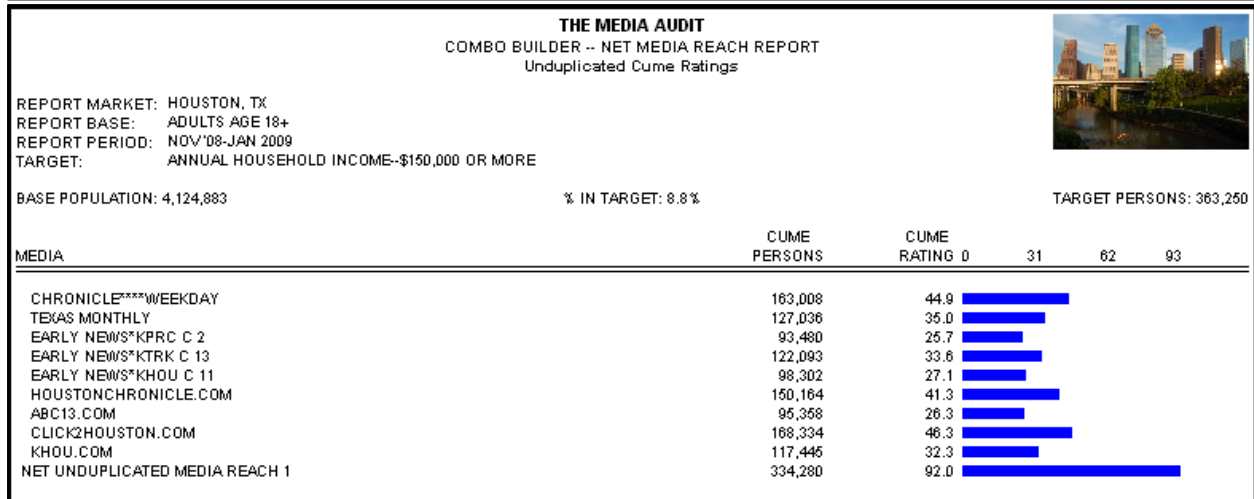 THE MEDIA AUDIT
COMBO BUILDER -- NET MEDIA REACH REPORT
Unduplicated Cume Ratings
REPORT MARKET: HOUSTON, TX
REPORT BASE: ADULTS AGE 18+
REPORT PERIOD: NOV'08-JAN 2009
TARGET: ANNUAL HOUSEHOLD INCOME--$150,000 OR MORE
BASE POPULATION: 4,124,883 % IN TARGET: 8.8% TARGET PERSONS: 363,250
CUME CUME
MEDIA PERSONS RATING 0 31 62 93
CHRONICLE****WEEKDAY 163,008 44.9
TEXAS MONTHLY 127,036 35.0
EARLY NEWS*KPRC C 2 93,480 25.7
EARLY NEWS*KTRK C 13 122,093 33.6
EARLY NEWS*KHOU C 11 98,302 27.1
HOUSTONCHRONICLE.COM 150,164 41.3
ABC13.COM 95,358 26.3
CLICK2HOUSTON.COM 168,334 46.3
KHOU.COM 117,445 32.3
NET UNDUPLICATED MEDIA REACH 1 334,280 92.0